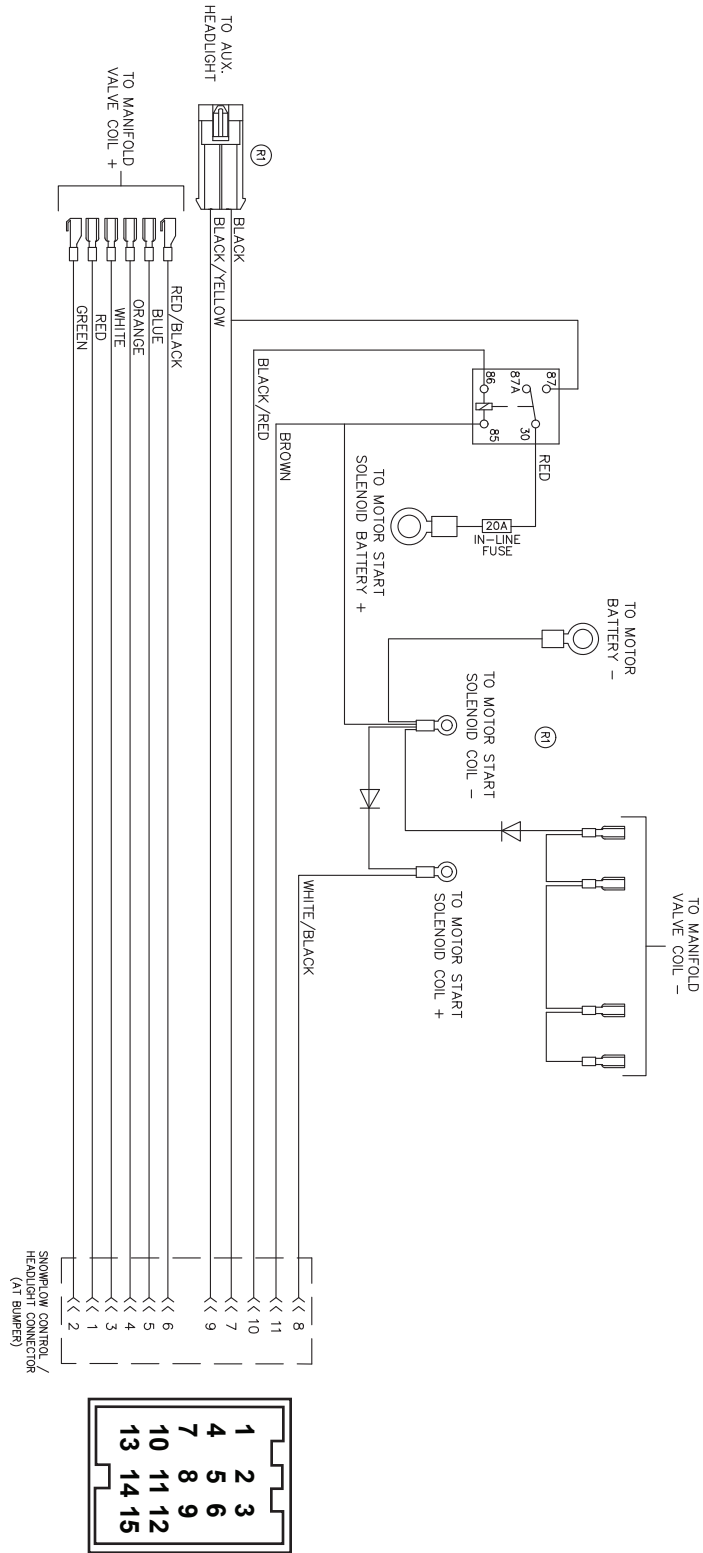 TO AUX.
HEADLIGHT
R1
BLACK
BLACK/YELLOW
TO MANIFOLD
VALVE COIL +
RED/BLACK
BLUE
ORANGE
WHITE
RED
GREEN
87
87A
86
30
85
RED
BLACK/RED
BROWN
20A
IN-LINE
FUSE
TO MOTOR START
SOLENOID BATTERY +
TO MOTOR
BATTERY -
TO MOTOR START
SOLENOID COIL -
R1
TO MANIFOLD
VALVE COIL -
TO MOTOR START
SOLENOID COIL +
WHITE/BLACK
8
11
10
7
9
6
5
4
3
1
2
SNOWPLOW CONTROL /
HEADLIGHT CONNECTOR
(AT BUMPER)
1 2 3
4 5 6
7 8 9
10 11 12
13 14 15